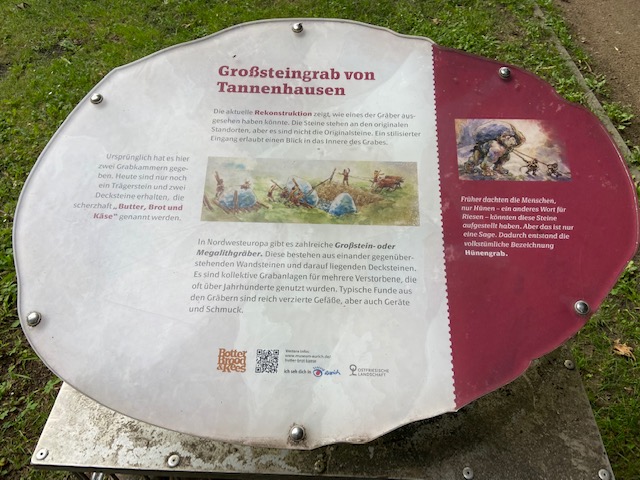 Großsteingrab von
Tannenhausen
Die aktuelle Rekonstruktion zeigt, wie eines der Gräber aus-
gesehen haben könnte. Die Steine stehen an den originalen
Standorten, aber es sind nicht die Originalsteine. Ein stilisierter
Eingang erlaubt einen Blick in das Innere des Grabes.
Ursprünglich hat es hier
zwei Grabkammern gege-
ben. Heute sind nur noch
ein Trägerstein und zwei
Decksteine erhalten, die
scherzhaft „Butter, Brot und
Käse“ genannt werden.
In Nordwesteuropa gibt es zahlreiche Großstein- oder
Megalithgräber. Diese bestehen aus einander gegenüber-
stehenden Wandsteinen und darauf liegenden Decksteinen.
Es sind kollektive Grabanlagen für mehrere Verstorbene, die
oft über Jahrhunderte genutzt wurden. Typische Funde aus
den Gräbern sind reich verzierte Gefäße, aber auch Geräte
und Schmuck.
Früher dachten die Menschen,
nur Hünen – ein anderes Wort für
Riesen – könnten diese Steine
aufgestellt haben. Aber das ist nur
eine Sage. Dadurch entstand die
volkstümliche Bezeichnung
Hünengrab.
Botter
Brood
& Kees
Weitere Infos:
ich seh dich in
OSTFRIESISCHE
LANDSCHAFT